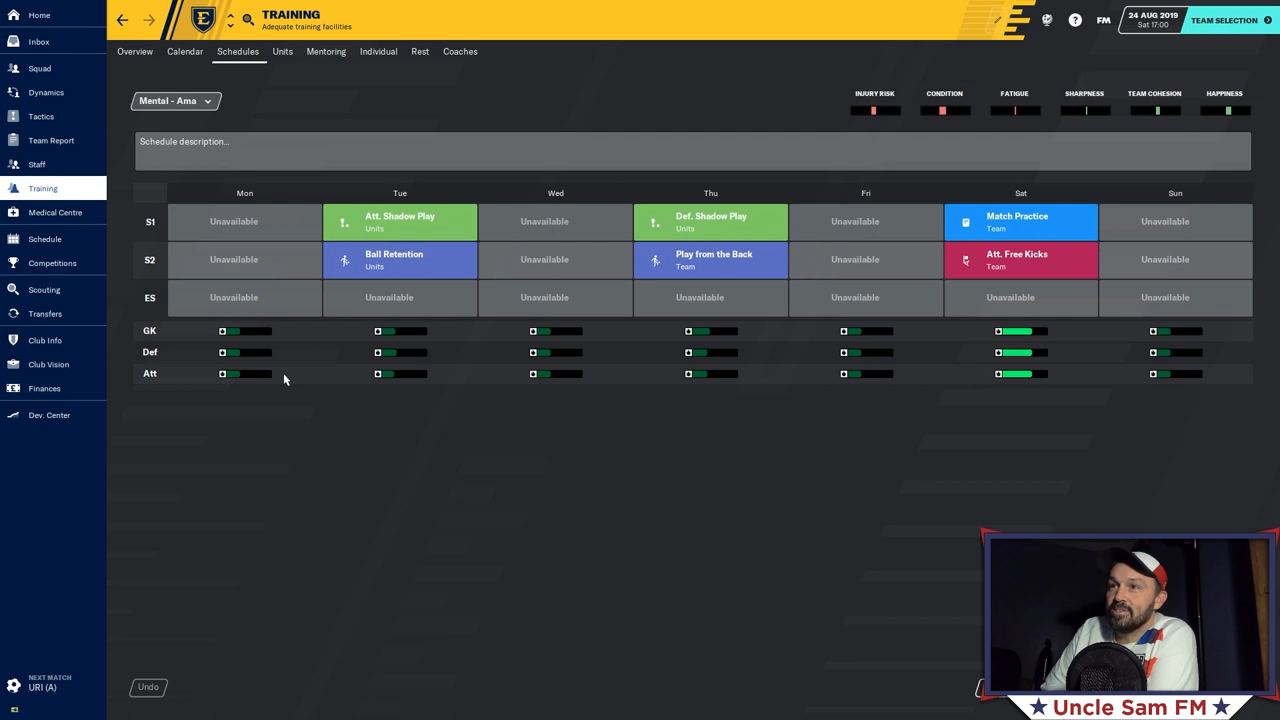 Home
Inbox
Squad
Dynamics
Tactics
Team Report
Staff
Training
Medical Centre
Schedule
Competitions
Scouting
Transfers
Club Info
Club Vision
Finances
Dev. Center
NEXT MATCH
URI (A)
E
TRAINING
Adequate training facilities
FM
24 AUG 2019
Sat 17:00
TEAM SELECTION
Overview Calendar Schedules Units Mentoring Individual Rest Coaches
Mental - Ama
INJURY RISK CONDITION FATIGUE SHARPNESS TEAM COHESION HAPPINESS
Schedule description...
Mon Tue Wed Thu Fri Sat Sun
S1
Unavailable
Att. Shadow Play
Units
Unavailable
Def. Shadow Play
Units
Unavailable
Match Practice
Team
Unavailable
S2
Unavailable
Ball Retention
Units
Unavailable
Play from the Back
Team
Unavailable
Att. Free Kicks
Team
Unavailable
ES Unavailable Unavailable Unavailable Unavailable Unavailable Unavailable Unavailable
GK
Def
Att
Undo
Uncle Sam FM